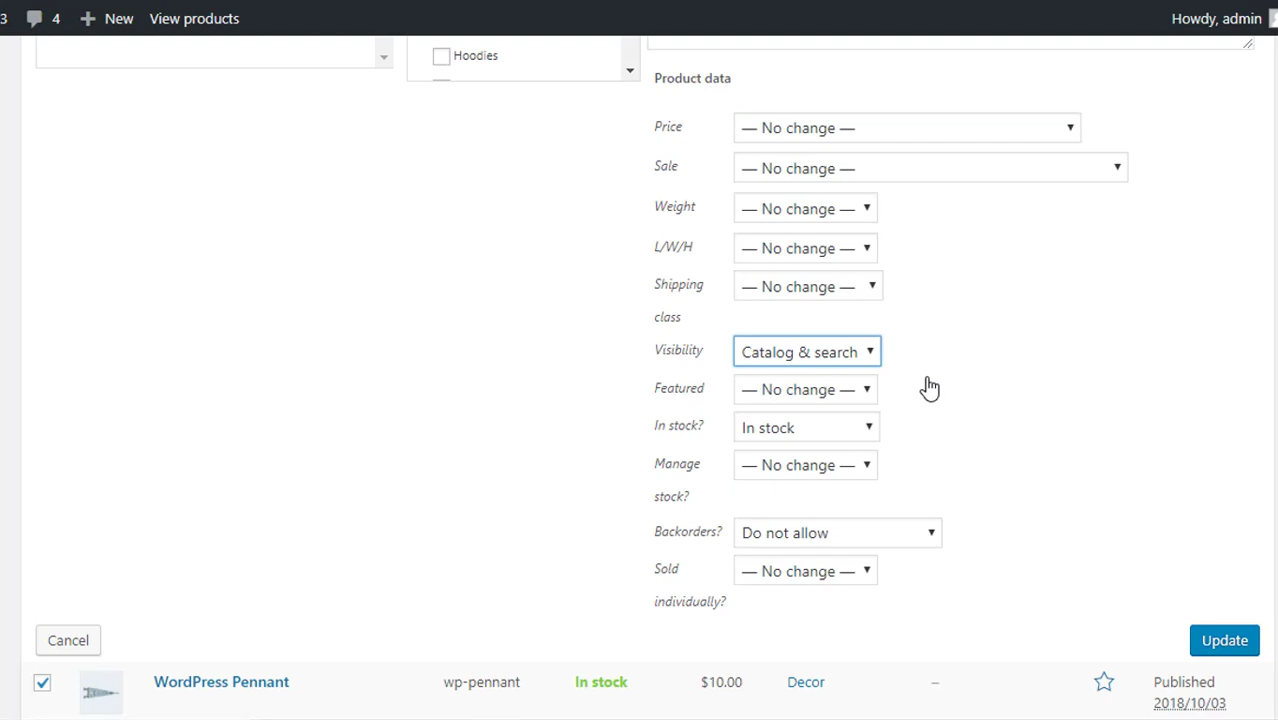 3 4 New View products Howdy, admin
Hoodies
Product data
Price — No change —
Sale — No change —
Weight — No change —
L/W/H — No change —
Shipping class — No change —
Visibility Catalog & search
Featured — No change —
In stock? In stock
Manage stock? — No change —
Backorders? Do not allow
Sold individually? — No change —
Cancel Update
WordPress Pennant wp-pennant In stock $10.00 Decor – Published
2018/10/03